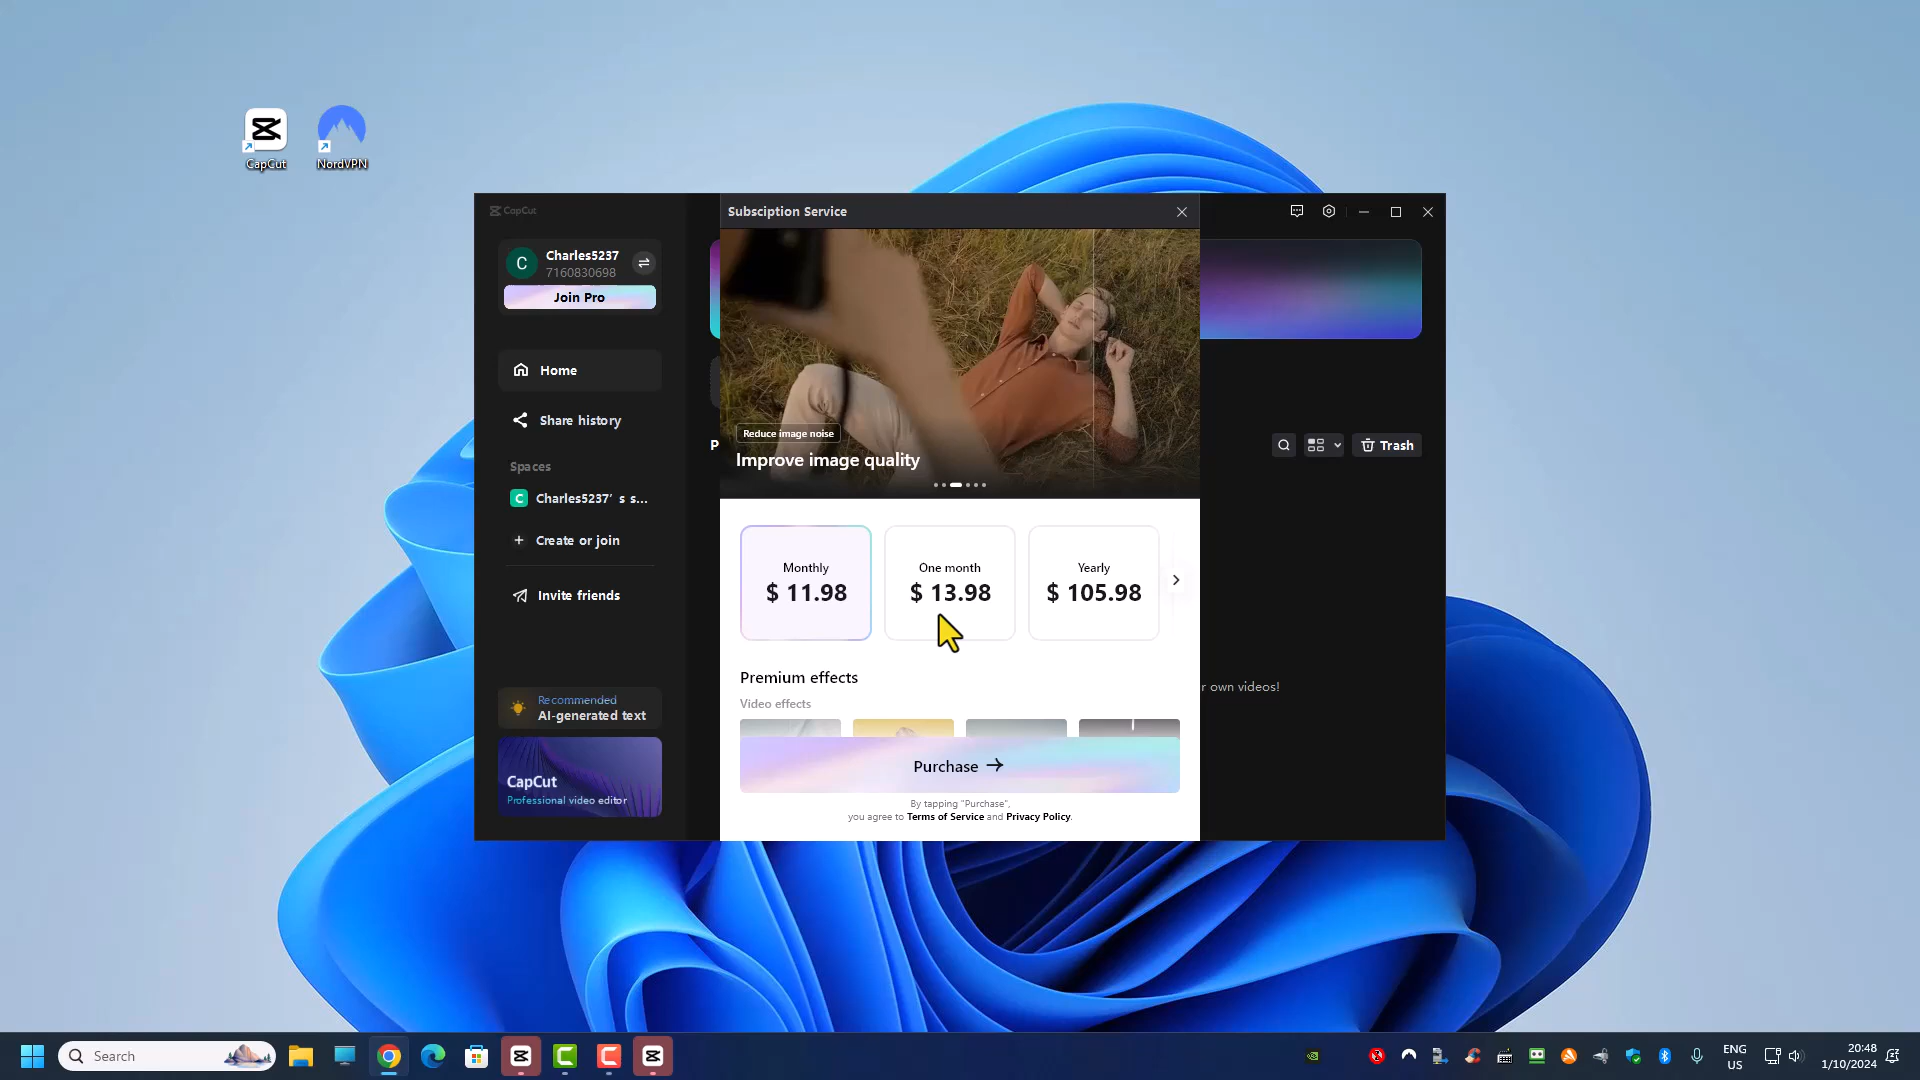 CapCut
NordVPN
CapCut
Subsciption Service
C
Charles5237
7160830698
Join Pro
Home
Share history
Spaces
C
Charles5237's s...
Create or join
Invite friends
Recommended
AI-generated text
CapCut
Professional video editor
Reduce image noise
Improve image quality
P
Trash
Monthly
$ 11.98
One month
$ 13.98
Yearly
$ 105.98
Premium effects
Video effects
r own videos!
Purchase
By tapping "Purchase",
you agree to Terms of Service and Privacy Policy.
Search
ENG
US
20:48
1/10/2024